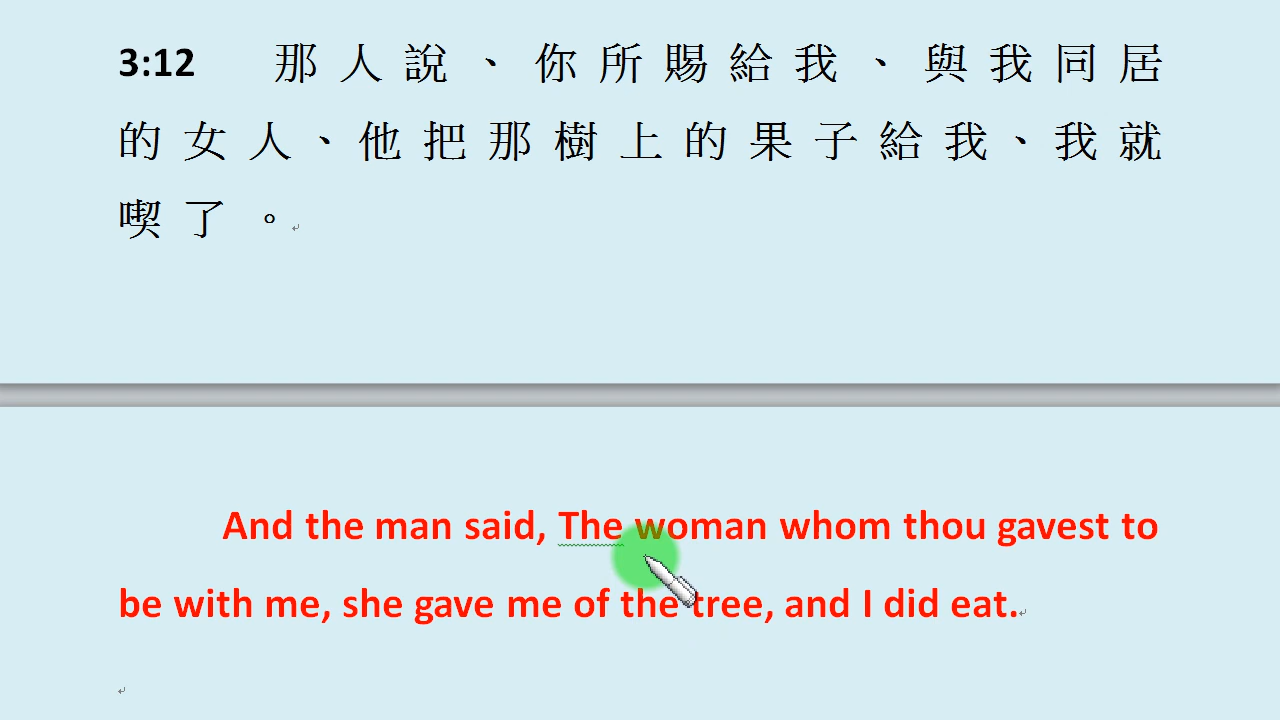 3:12 那人說、你所賜給我、與我同居
的女人、他把那樹上的果子給我、我就
喫了。
And the man said, The woman whom thou gavest to
be with me, she gave me of the tree, and I did eat.